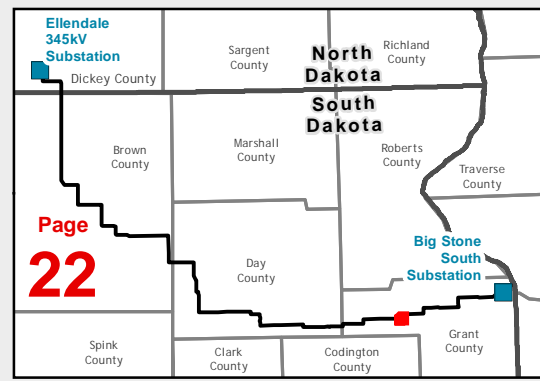 Ellendale
345kV
Substation
Dickey County
Sargent
County
North
Dakota
Richland
County
South
Dakota
Brown
County
Marshall
County
Roberts
County
Traverse
County
Page
22
Day
County
Big Stone
South
Substation
Spink
County
Clark
County
Codington
County
Grant
County